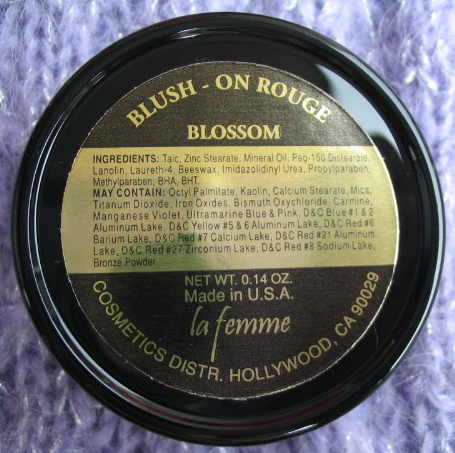 BLUSH - ON ROUGE
BLOSSOM
INGREDIENTS: Talc, Zinc Stearate, Mineral Oil, Peg-150 Distearate,
Lanolin, Laureth-4, Beeswax, Imidazolidinyl Urea, Propylparaben,
Methylparaben, BHA, BHT.
MAY CONTAIN: Octyl Palmitate, Kaolin, Calcium Stearate, Mica,
Titanum Dioxide, Iron Oxides, Bismuth Oxychloride, Carmine,
Manganese Violet, Ultramarine Blue & Pink, D&C Blue #1 & 2
Aluminum Lake, D&C Yellow #5 & 6 Aluminum Lake, D&C Red #6
Barium Lake, D&C Red #7 Calcium Lake, D&C Red #21 Aluminum
Lake, D&C Red #27 Zirconium Lake, D&C Red #8 Sodium Lake,
Bronze Powder.
NET WT. 0.14 OZ.
Made in U.S.A.
la femme
COSMETICS DISTR. HOLLYWOOD, CA 90029